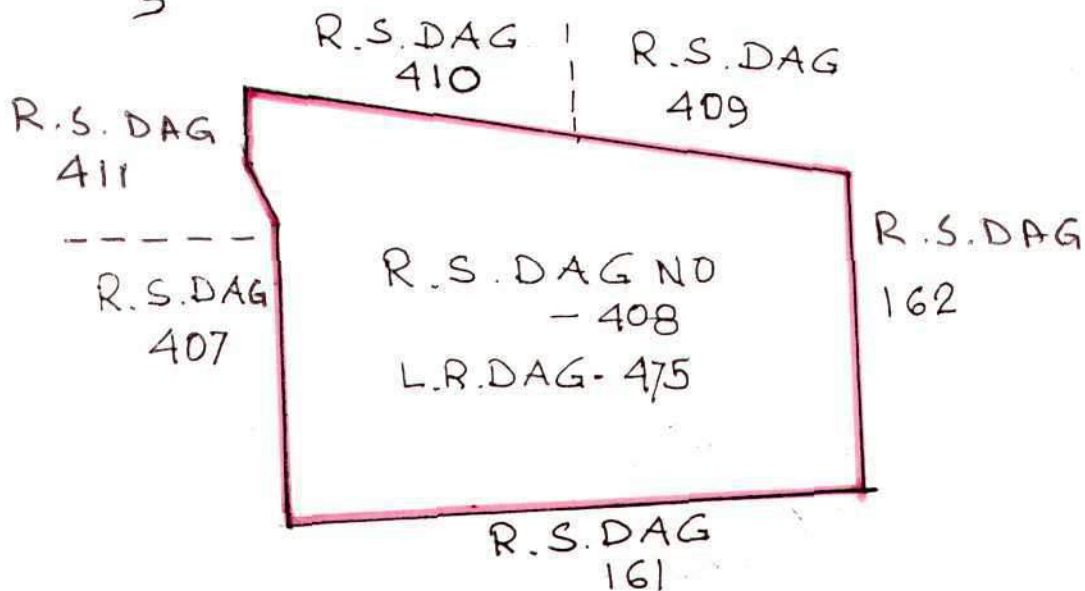 R.S.DAG
410
R.S.DAG
409
R.S. DAG
411
R.S.DAG
162
R.S.DAG
407
R.S. DAG NO
- 408
L.R.DAG- 475
R.S.DAG
161